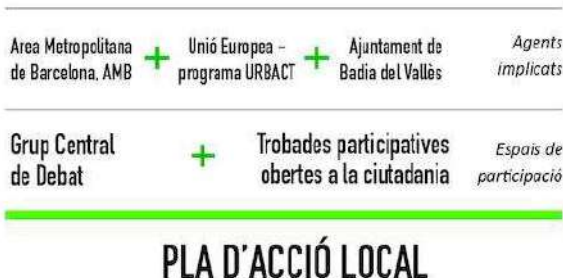 Area Metropolitana
de Barcelona, AMB
+
Unió Europea –
programa URBACT
+
Ajuntament de
Badia del Vallès
Agents
implicats
Grup Central
de Debat
+
Trobades participatives
obertes a la ciutadania
Espais de
participació
PLA D'ACCIÓ LOCAL